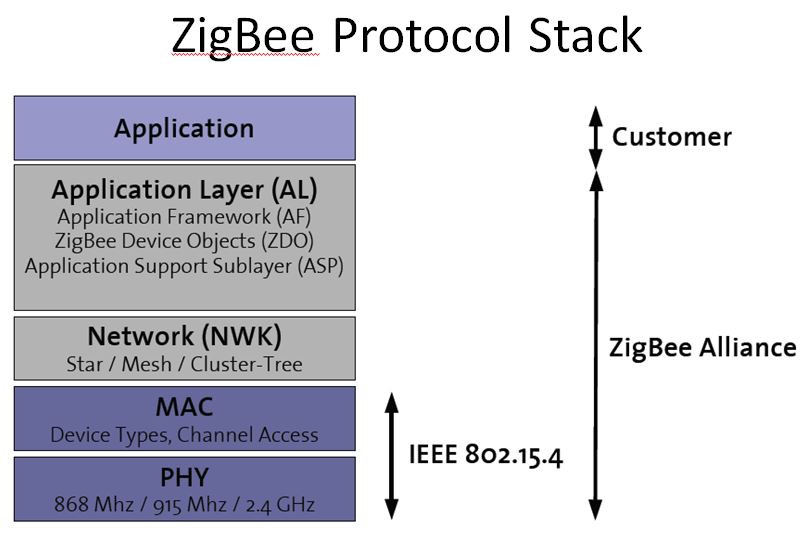 ZigBee Protocol Stack
Application
Customer
Application Layer (AL)
Application Framework (AF)
ZigBee Device Objects (ZDO)
Application Support Sublayer (ASP)
Network (NWK)
Star / Mesh / Cluster-Tree
ZigBee Alliance
MAC
Device Types, Channel Access
IEEE 802.15.4
PHY
868 Mhz / 915 Mhz / 2.4 GHz